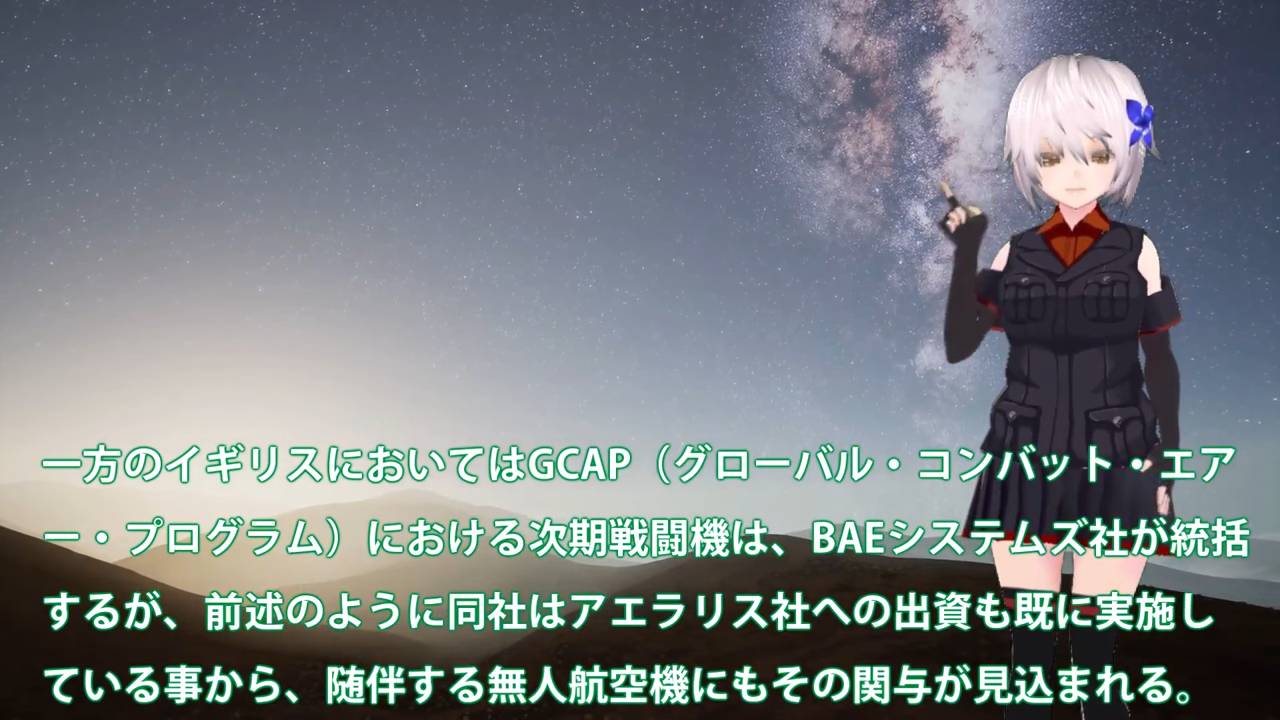 一方のイギリスにおいてはGCAP（グローバル・コンバット・エア
ー・プログラム）における次期戦闘機は、BAEシステムズ社が統括
するが、前述のように同社はアエラリス社への出資も既に実施し
ている事から、随伴する無人航空機にもその関与が見込まれる。